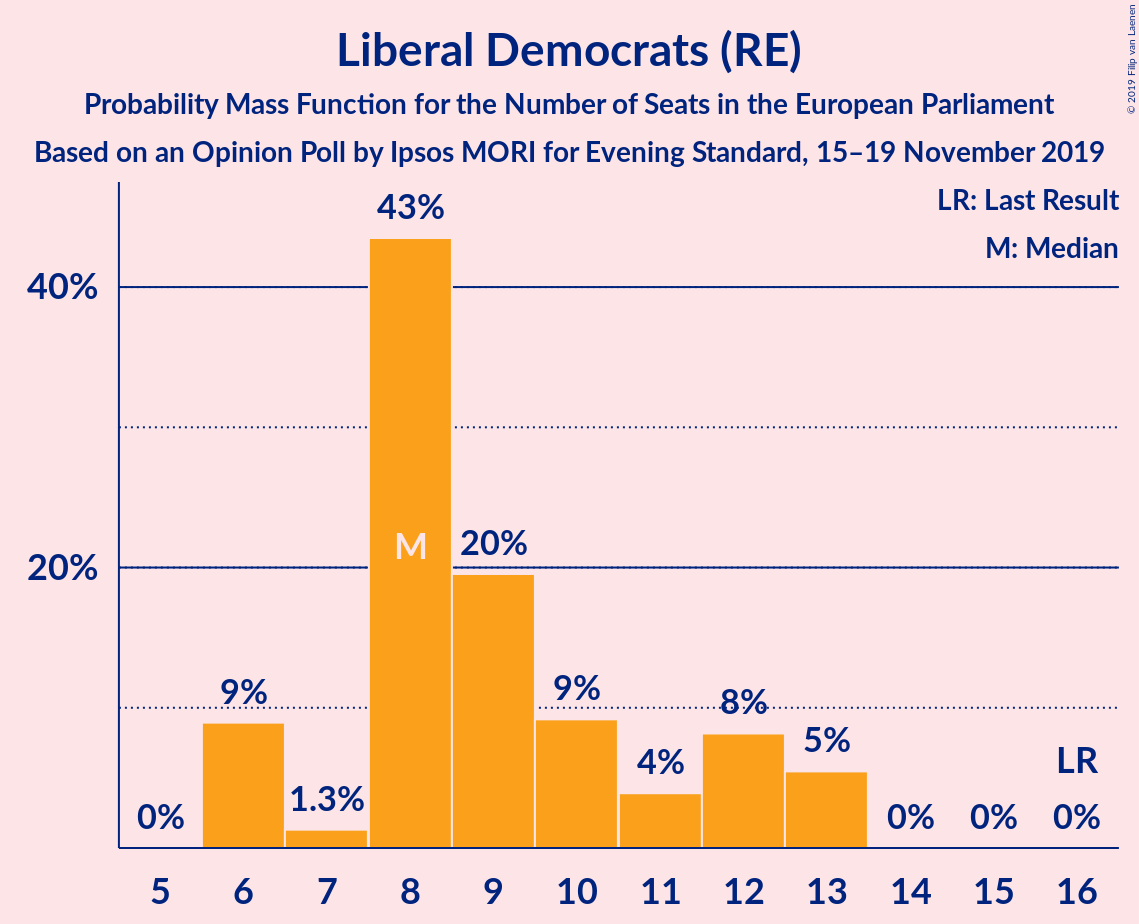 Liberal Democrats (RE)
Probability Mass Function for the Number of Seats in the European Parliament
Based on an Opinion Poll by Ipsos MORI for Evening Standard, 15–19 November 2019
© 2019 Filip van Laenen
LR: Last Result
M: Median
43%
40%
M
20%
20%
9%
9%
8%
5%
4%
LR
1.3%
0%
0%
0%
0%
5 6 7 8 9 10 11 12 13 14 15 16